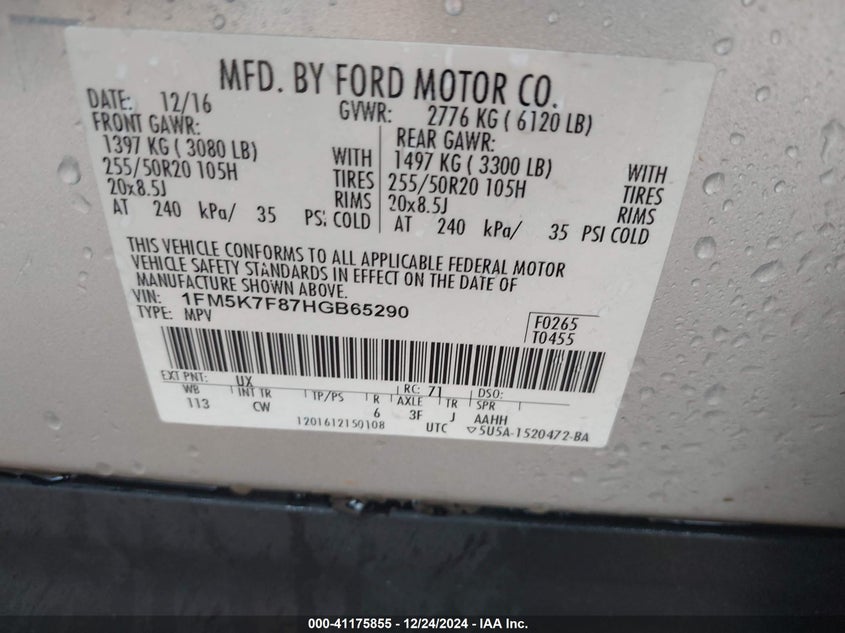 MFD. BY FORD MOTOR CO.
DATE: 12/16 GVWR: 2776 KG ( 6120 LB)
FRONT GAWR: REAR GAWR:
1397 KG ( 3080 LB) WITH 1497 KG ( 3300 LB) WITH
255/50R20 105H TIRES 255/50R20 105H TIRES
20x8.5J RIMS 20x8.5J RIMS
AT 240 kPa/ 35 PSI COLD AT 240 kPa/ 35 PSI COLD
THIS VEHICLE CONFORMS TO ALL APPLICABLE FEDERAL MOTOR
VEHICLE SAFETY STANDARDS IN EFFECT ON THE DATE OF
MANUFACTURE SHOWN ABOVE.
VIN: 1FM5K7F87HGB65290
TYPE: MPV
F0265
T0455
EXT PNT: UX RC: 71 DSO:
WB INT TR TP/PS R AXLE TR SPR
113 CW 6 3F J AAHH
1201612150108 UTC ▽5U5A-1520472-BA
000-41175855 - 12/24/2024 - IAA Inc.